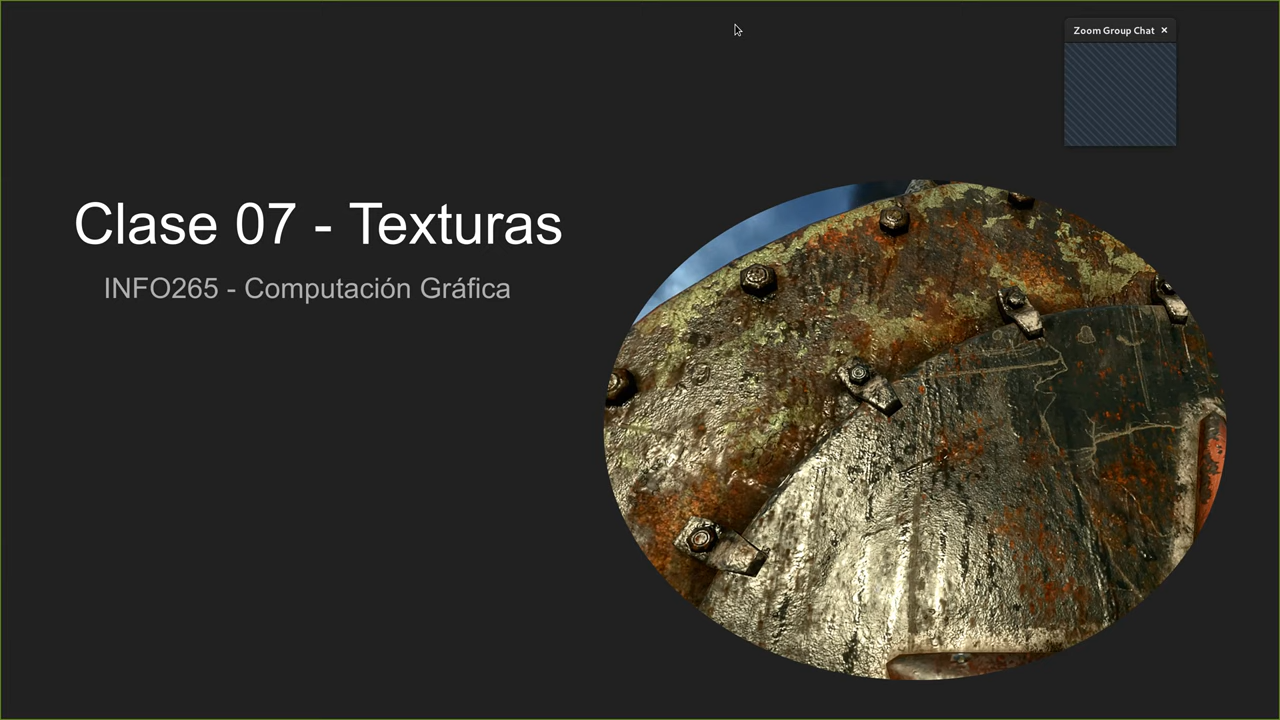 Zoom Group Chat ×
Clase 07 - Texturas
INFO265 - Computación Gráfica